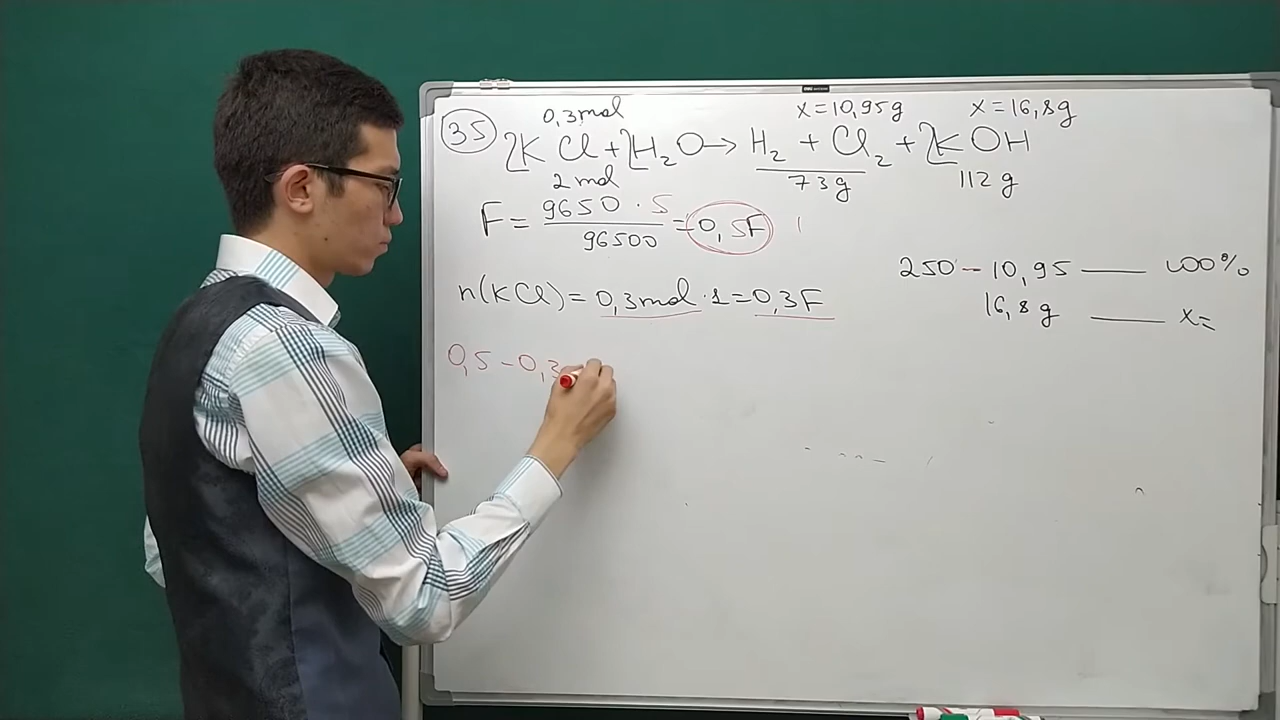 0,3mol x=10,95g x=16,8g
35 2KCl+2H₂O→H₂+Cl₂+2KOH
2mol 73g 112g
F=9650·5/96500=0,5F
250-10,95 —— 100%
n(KCl)=0,3mol·1=0,3F
16,8g —— x=
0,5-0,3